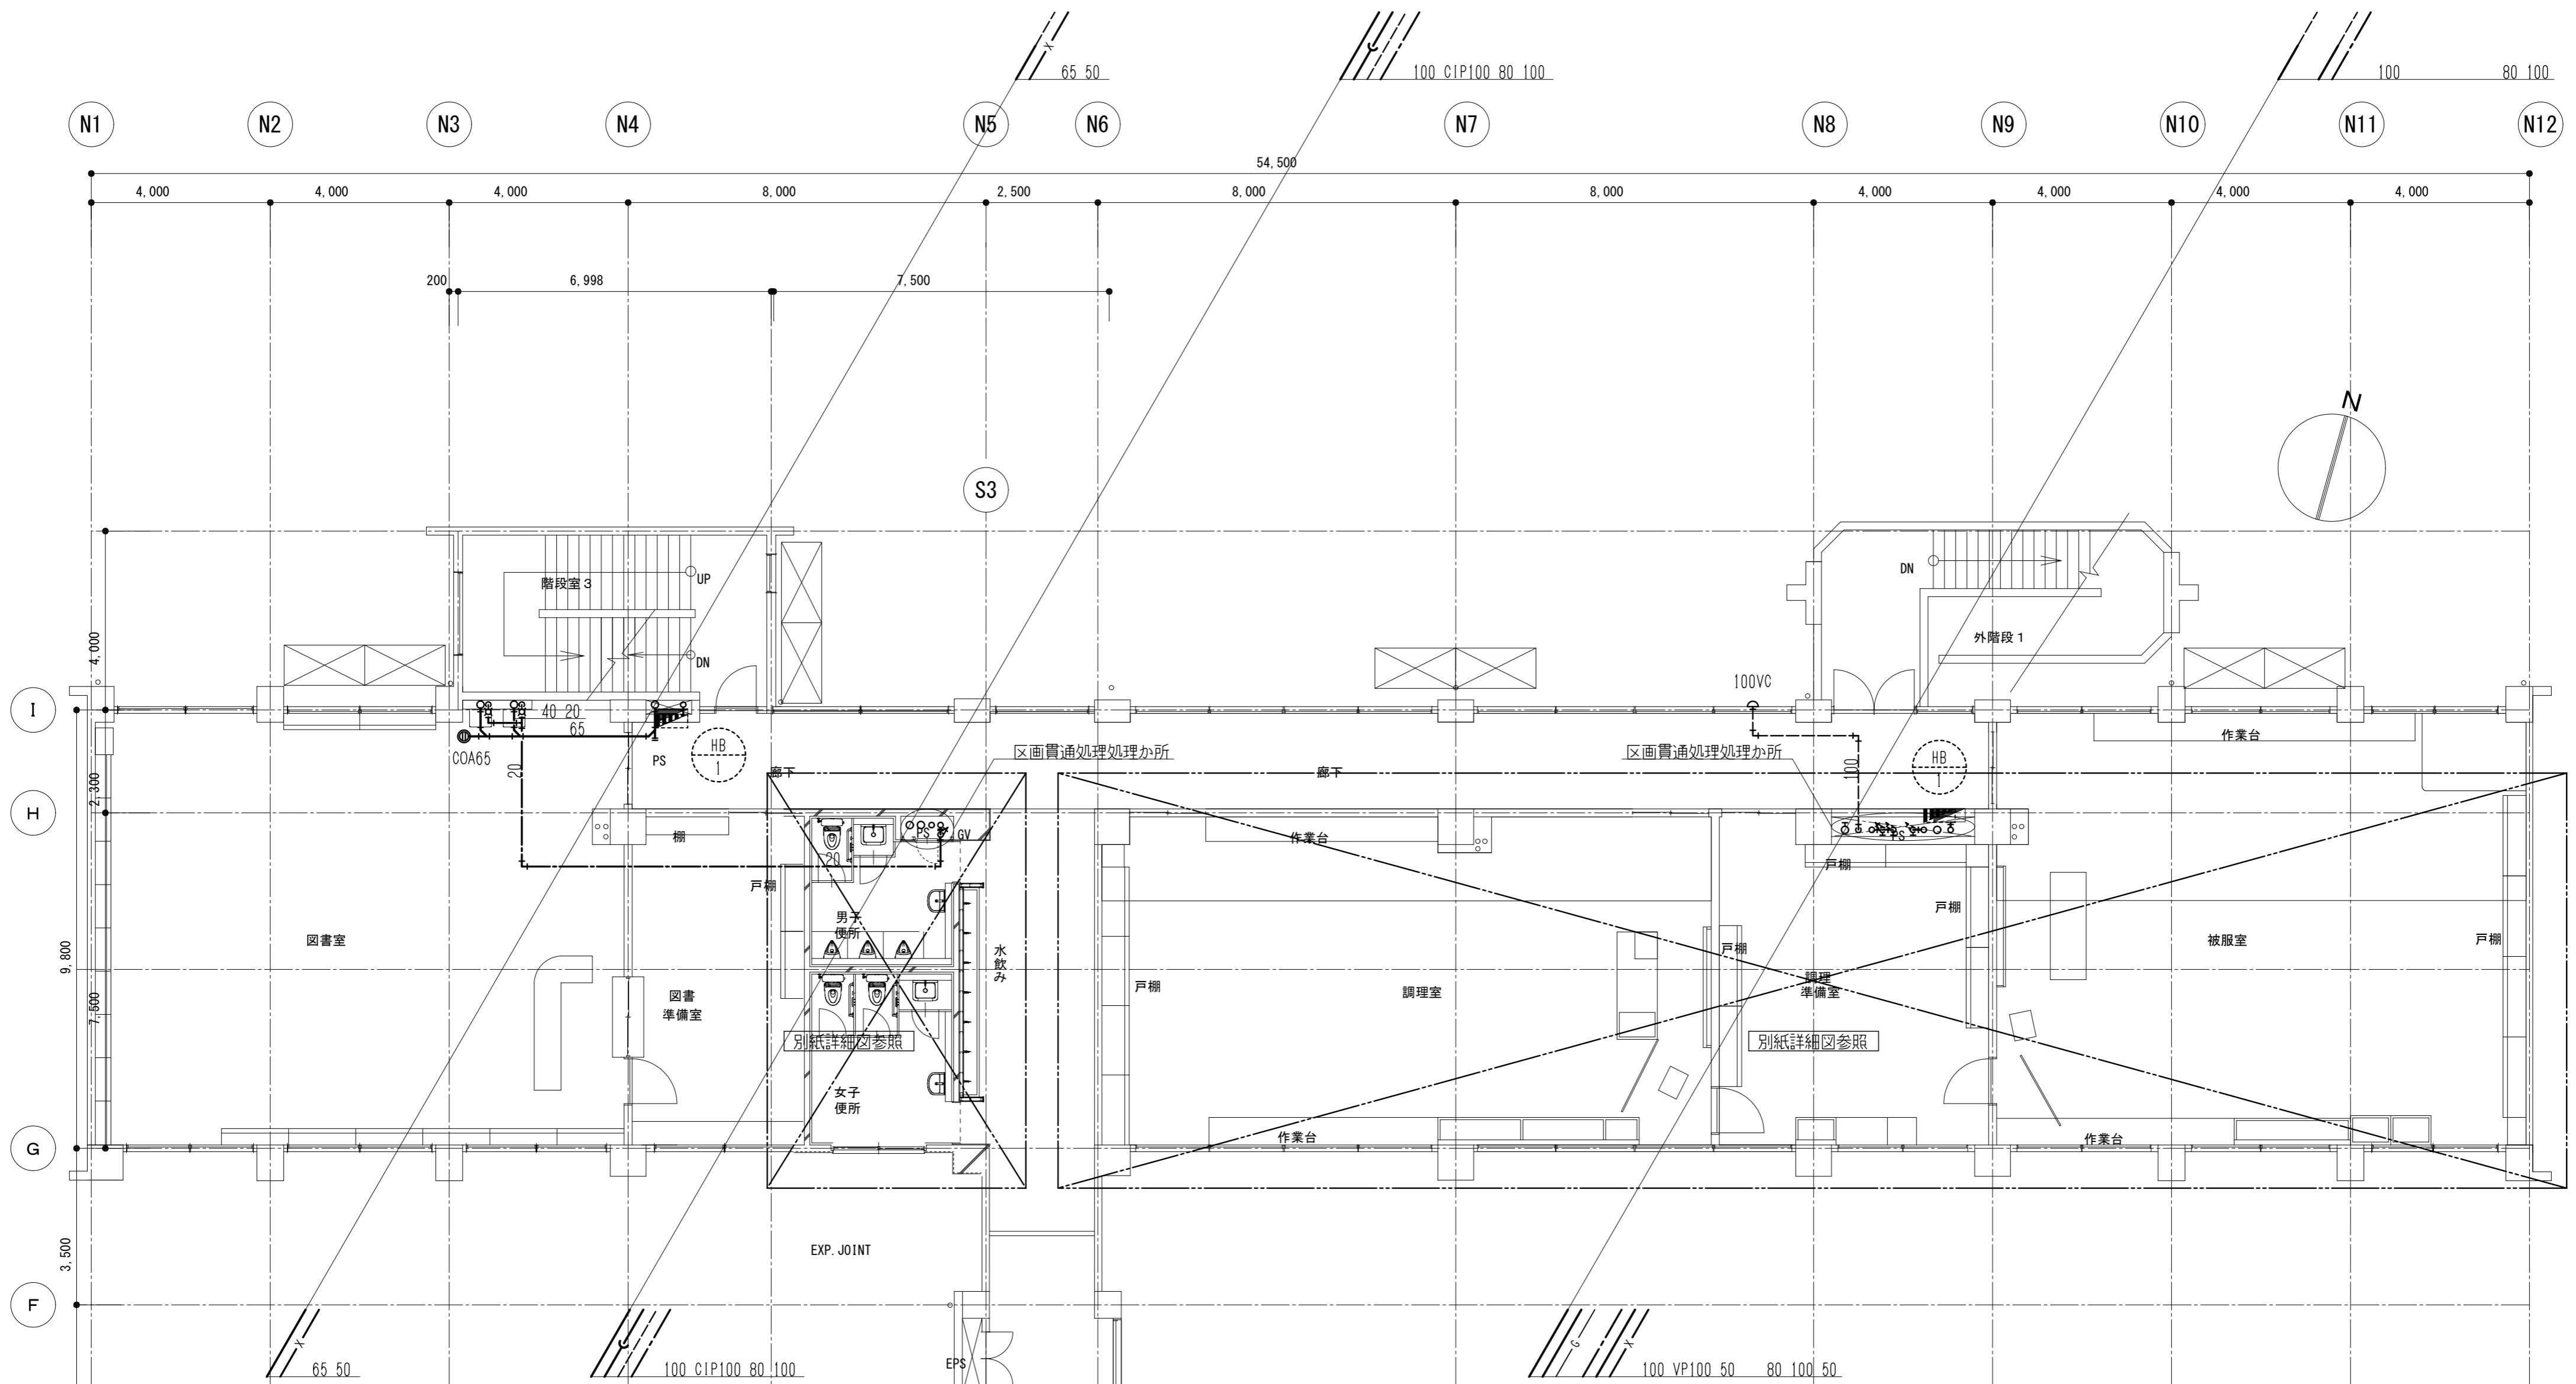 65 50
100 CIP100 80 100
100 80 100
N1 N2 N3 N4 N5 N6 N7 N8 N9 N10 N11 N12
54,500
4,000 4,000 4,000 8,000 2,500 8,000 8,000 4,000 4,000 4,000 4,000
200 6,998 7,500
N
S3
階段室3
UP
DN
DN
外階段1
4,000
I
100VC
40 20
65
COA65
20
PS
HB
1
区画貫通処理処理か所
区画貫通処理処理か所
HB
1
作業台
100
廊下
廊下
2,300
H
棚
PS
GV
20
作業台
PS
戸棚
戸棚
戸棚
男子
便所
水飲み
図書室
9,800
7,500
図書
準備室
戸棚
調理室
戸棚
調理
準備室
被服室
戸棚
別紙詳細図参照
別紙詳細図参照
女子
便所
作業台
作業台
G
3,500
EXP.JOINT
F
EPS
X
65 50
C
100 CIP100 80 100
G
X
100 VP100 50 80 100 50
X
C